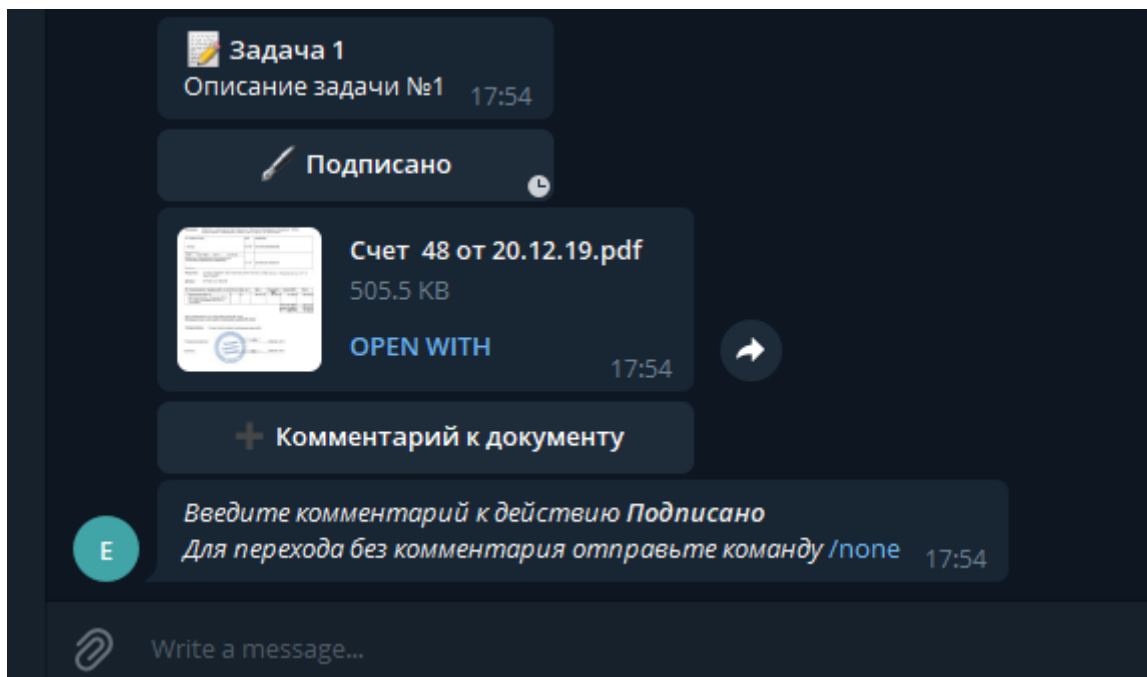 Задача 1
Описание задачи №1 17:54
Подписано
Счет 48 от 20.12.19.pdf
505.5 KB
OPEN WITH
17:54
Комментарий к документу
Введите комментарий к действию Подписано
Для перехода без комментария отправьте команду /none 17:54
E
Write a message...